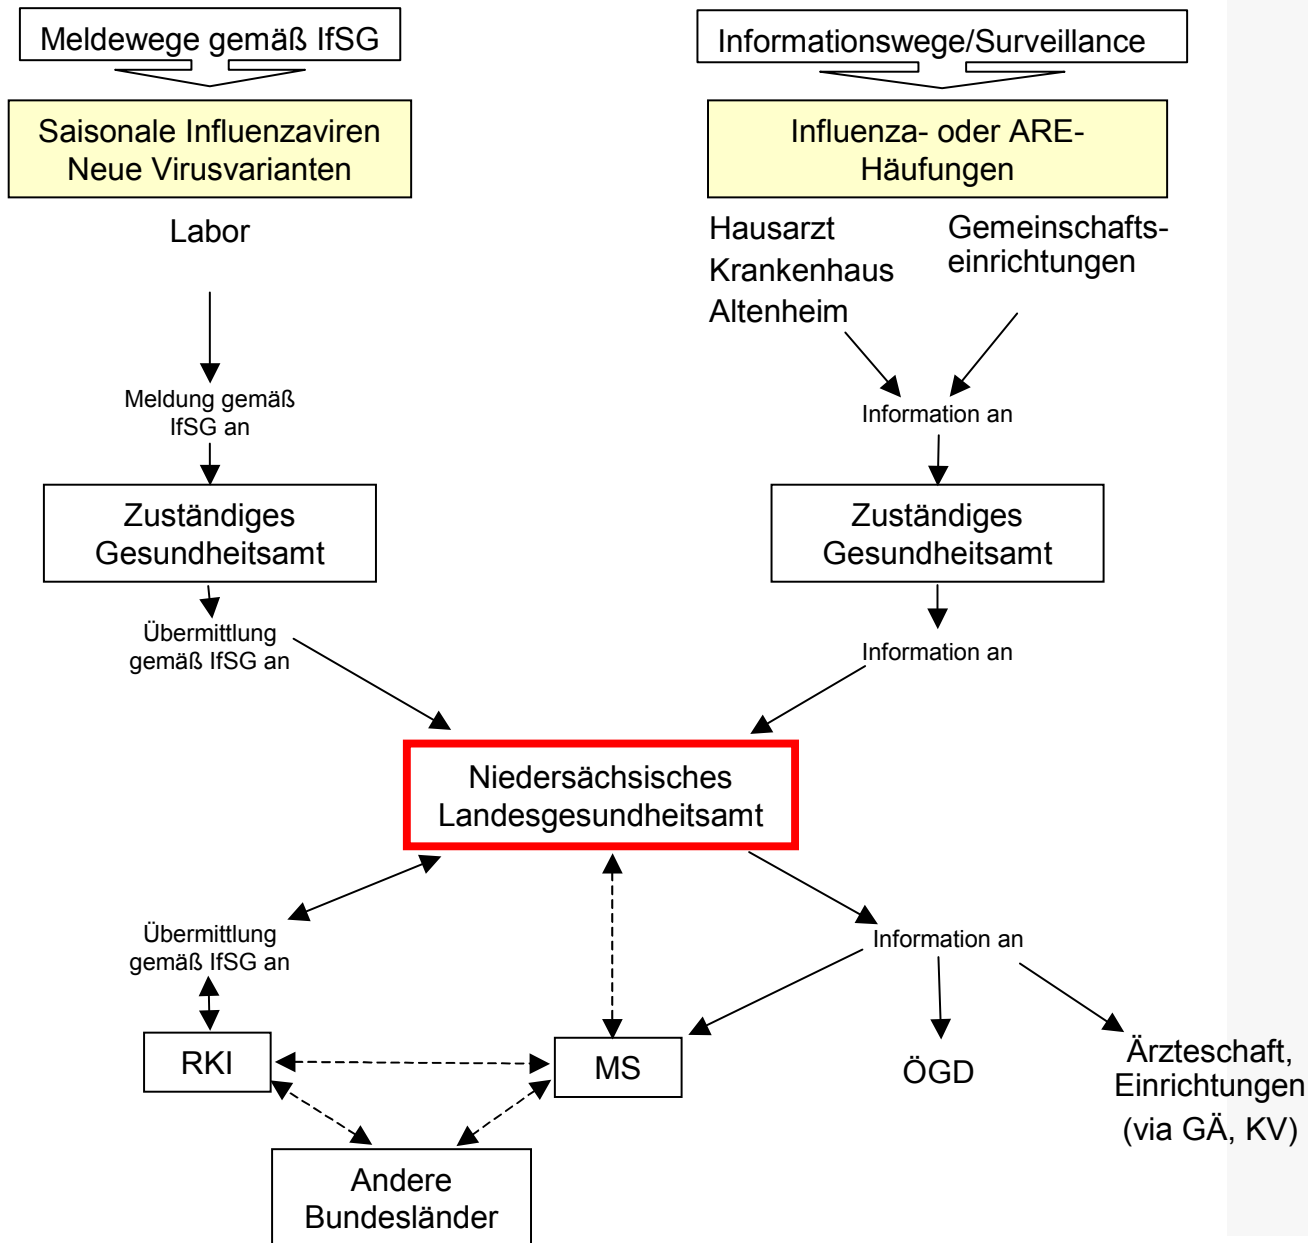 Meldewege gemäß IfSG
Informationswege/Surveillance
Saisonale Influenzaviren
Neue Virusvarianten
Influenza- oder ARE-
Häufungen
Labor
Hausarzt
Krankenhaus
Altenheim
Gemeinschafts-
einrichtungen
Meldung gemäß
IfSG an
Information an
Zuständiges
Gesundheitsamt
Zuständiges
Gesundheitsamt
Übermittlung
gemäß IfSG an
Information an
Niedersächsisches
Landesgesundheitsamt
Übermittlung
gemäß IfSG an
Information an
RKI
MS
ÖGD
Ärzteschaft,
Einrichtungen
(via GÄ, KV)
Andere
Bundesländer